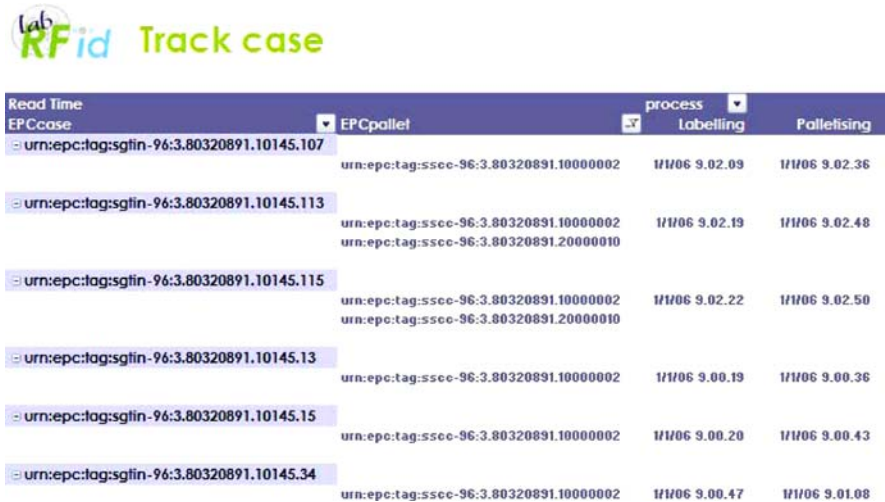 lab
RFid Track case
Read Time process
EPCcase EPCpallet Labelling Palletising
urn:epc:tag:sgtin-96:3.80320891.10145.107
urn:epc:tag:sscc-96:3.80320891.10000002 1/1/06 9.02.09 1/1/06 9.02.36
urn:epc:tag:sgtin-96:3.80320891.10145.113
urn:epc:tag:sscc-96:3.80320891.10000002 1/1/06 9.02.19 1/1/06 9.02.48
urn:epc:tag:sscc-96:3.80320891.20000010
urn:epc:tag:sgtin-96:3.80320891.10145.115
urn:epc:tag:sscc-96:3.80320891.10000002 1/1/06 9.02.22 1/1/06 9.02.50
urn:epc:tag:sscc-96:3.80320891.20000010
urn:epc:tag:sgtin-96:3.80320891.10145.13
urn:epc:tag:sscc-96:3.80320891.10000002 1/1/06 9.00.19 1/1/06 9.00.36
urn:epc:tag:sgtin-96:3.80320891.10145.15
urn:epc:tag:sscc-96:3.80320891.10000002 1/1/06 9.00.20 1/1/06 9.00.43
urn:epc:tag:sgtin-96:3.80320891.10145.34
urn:epc:tag:sscc-96:3.80320891.10000002 1/1/06 9.00.47 1/1/06 9.01.08